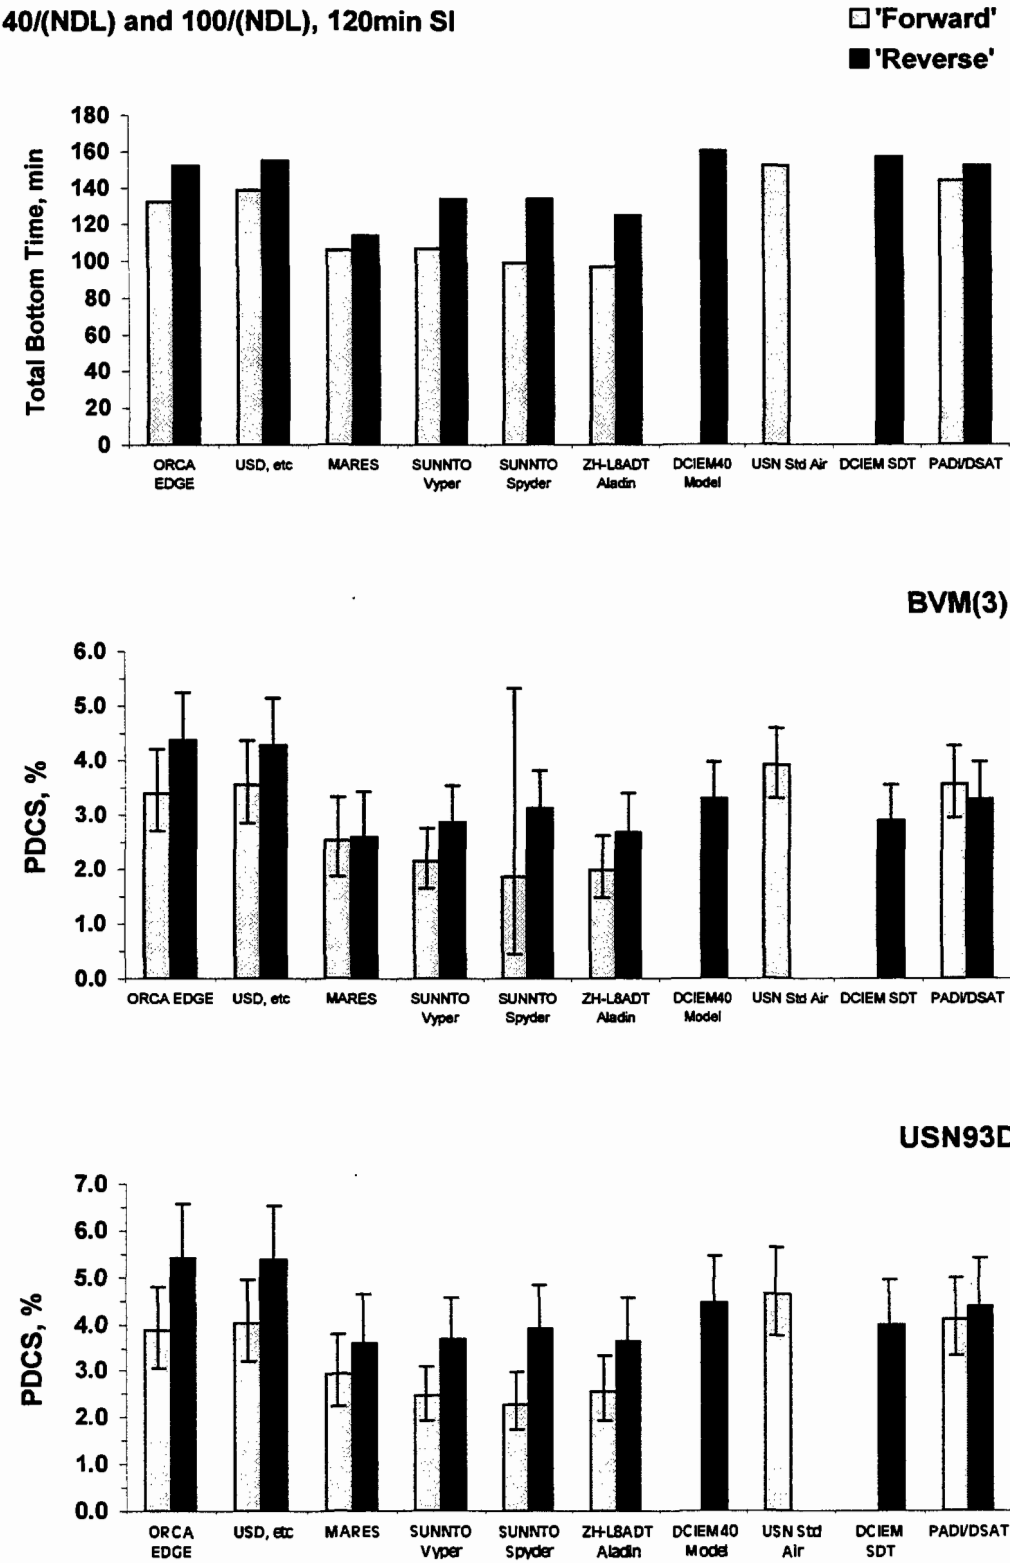 40/(NDL) and 100/(NDL), 120min SI
'Forward'
'Reverse'
Total Bottom Time, min
180
160
140
120
100
80
60
40
20
0
ORCA EDGE
USD, etc
MARES
SUNNTO Vyper
SUNNTO Spyder
ZH-L8ADT Aladin
DCIEM40 Model
USN Std Air
DCIEM SDT
PADI/DSAT
BVM(3)
PDCS, %
6.0
5.0
4.0
3.0
2.0
1.0
0.0
ORCA EDGE
USD, etc
MARES
SUNNTO Vyper
SUNNTO Spyder
ZH-L8ADT Aladin
DCIEM40 Model
USN Std Air
DCIEM SDT
PADI/DSAT
USN93D
PDCS, %
7.0
6.0
5.0
4.0
3.0
2.0
1.0
0.0
ORCA EDGE
USD, etc
MARES
SUNNTO Vyper
SUNNTO Spyder
ZH-L8ADT Aladin
DCIEM40 Model
USN Std Air
DCIEM SDT
PADI/DSAT